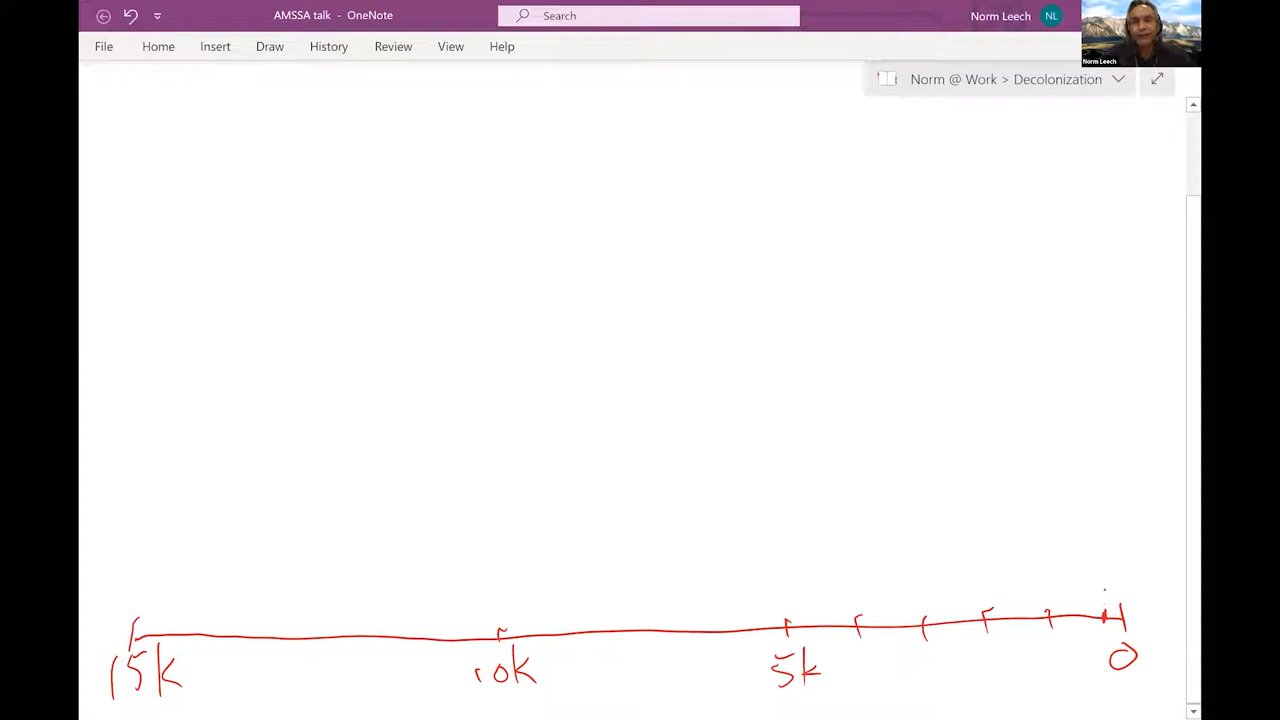 AMSSA talk - OneNote
Search
Norm Leech NL
Norm Leech
File Home Insert Draw History Review View Help
Norm @ Work > Decolonization
15k 10k 5k 0